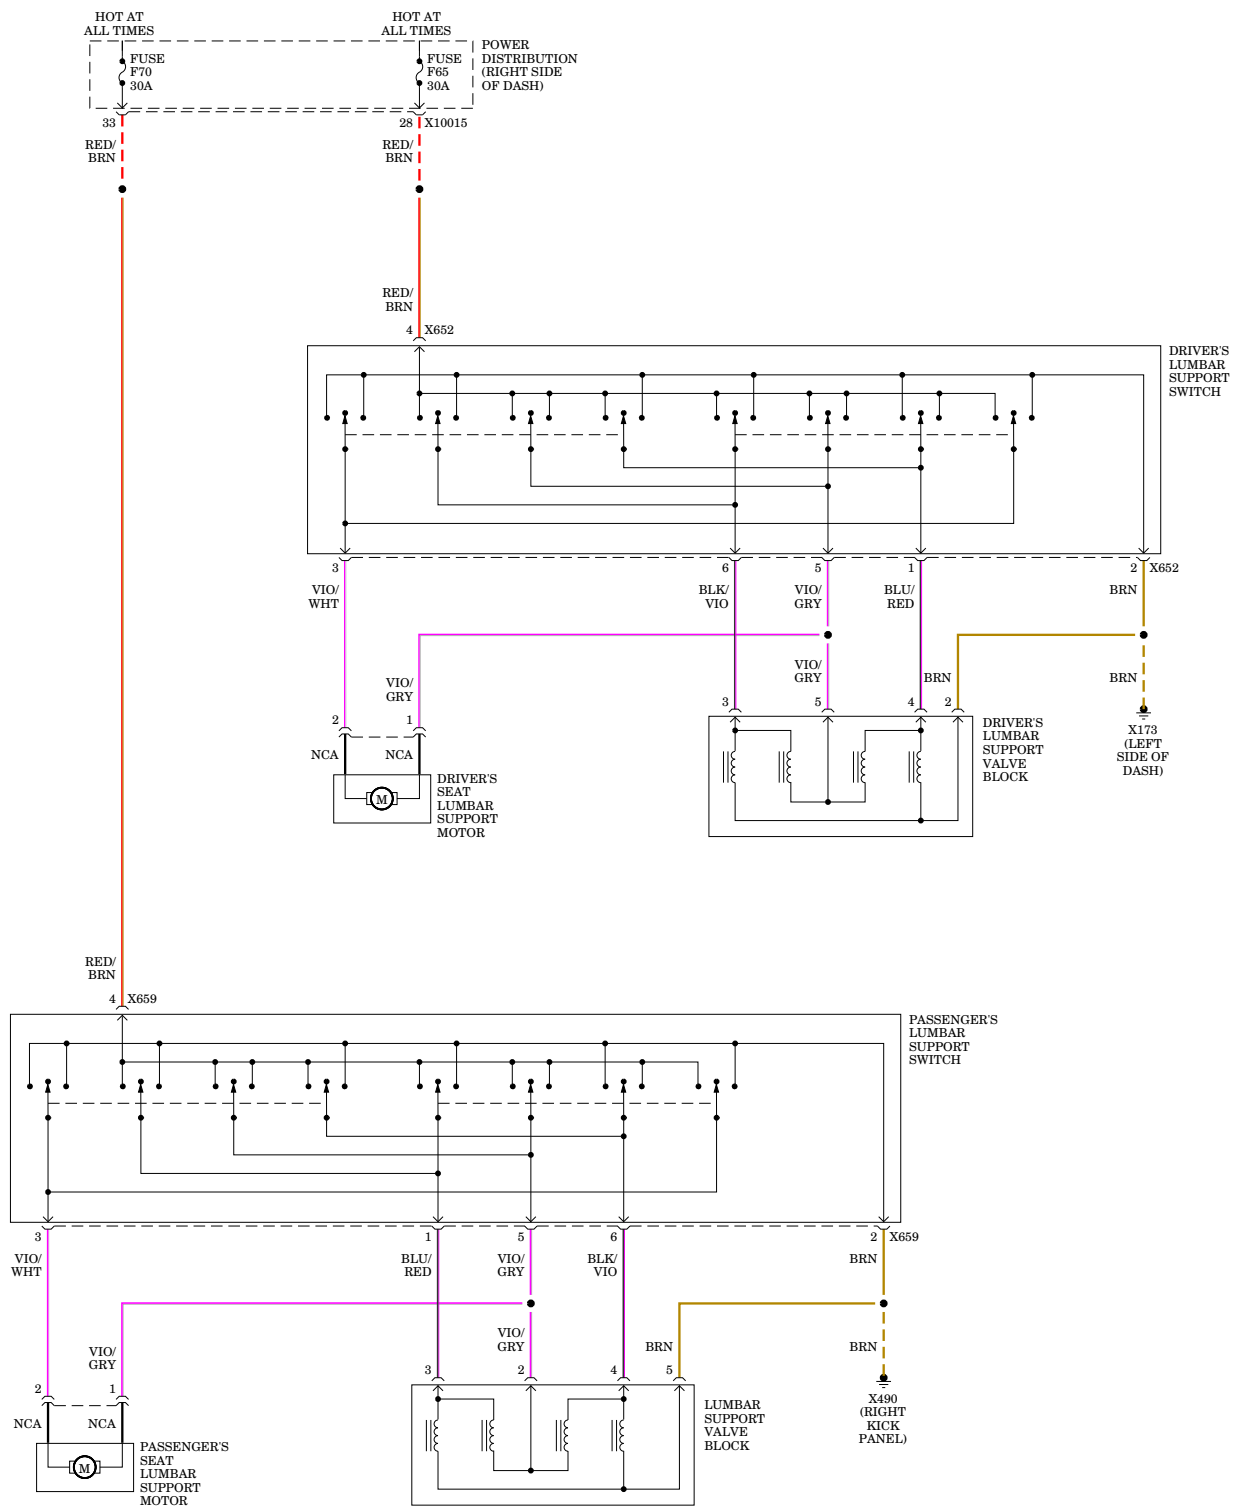 HOT AT
ALL TIMES
HOT AT
ALL TIMES
FUSE
F70
30A
FUSE
F65
30A
POWER
DISTRIBUTION
(RIGHT SIDE
OF DASH)
33
28
X10015
RED/
BRN
RED/
BRN
RED/
BRN
4
X652
DRIVER'S
LUMBAR
SUPPORT
SWITCH
3
6
5
1
2
X652
VIO/
WHT
BLK/
VIO
VIO/
GRY
BLU/
RED
BRN
VIO/
GRY
VIO/
GRY
BRN
BRN
2
1
3
5
4
2
NCA
NCA
X173
(LEFT
SIDE OF
DASH)
DRIVER'S
LUMBAR
SUPPORT
VALVE
BLOCK
M
DRIVER'S
SEAT
LUMBAR
SUPPORT
MOTOR
RED/
BRN
4
X659
PASSENGER'S
LUMBAR
SUPPORT
SWITCH
3
1
5
6
2
X659
VIO/
WHT
BLU/
RED
VIO/
GRY
BLK/
VIO
BRN
VIO/
GRY
VIO/
GRY
BRN
BRN
2
1
3
2
4
5
NCA
NCA
X490
(RIGHT
KICK
PANEL)
LUMBAR
SUPPORT
VALVE
BLOCK
M
PASSENGER'S
SEAT
LUMBAR
SUPPORT
MOTOR